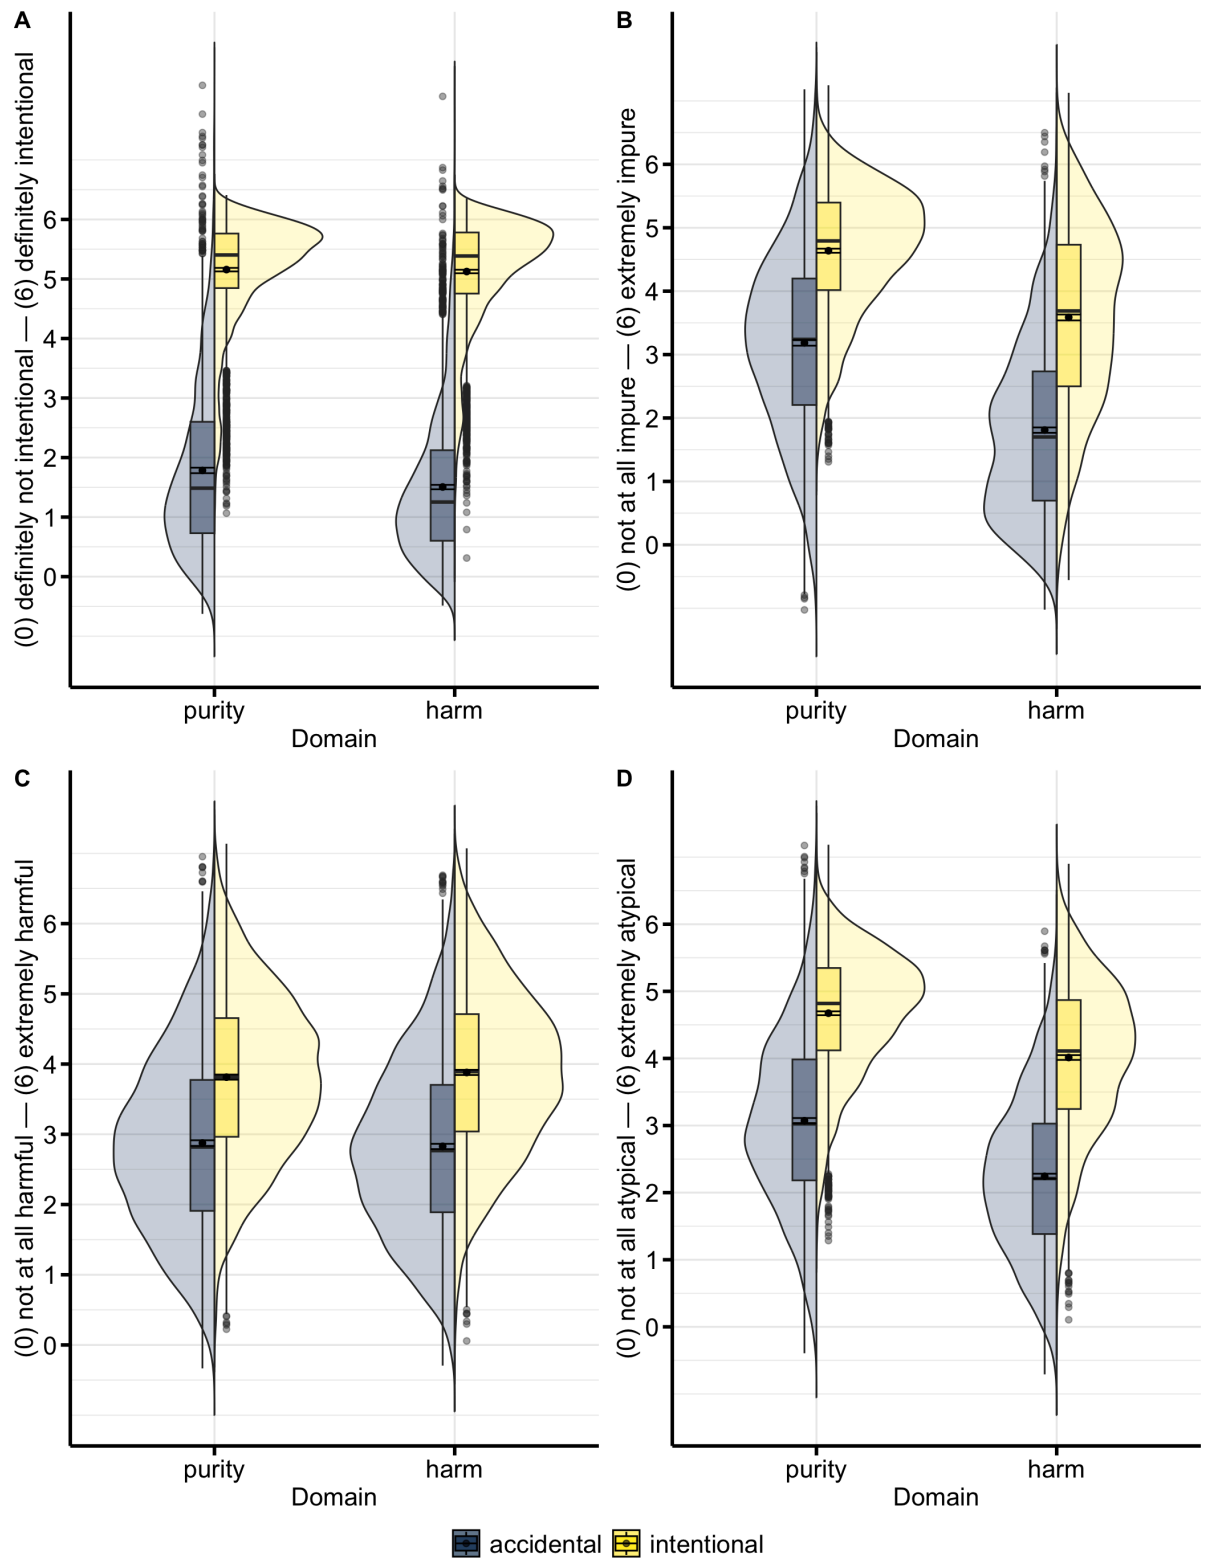 A
(0) definitely not intentional — (6) definitely intentional
6
5
4
3
2
1
0
purity
harm
Domain
B
(0) not at all impure — (6) extremely impure
6
5
4
3
2
1
0
purity
harm
Domain
C
(0) not at all harmful — (6) extremely harmful
6
5
4
3
2
1
0
purity
harm
Domain
D
(0) not at all atypical — (6) extremely atypical
6
5
4
3
2
1
0
purity
harm
Domain
accidental intentional